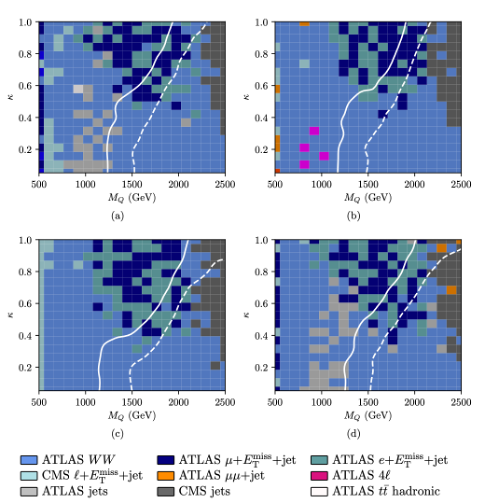 1.0 1.0
0.8 0.8
κ 0.6 κ 0.6
0.4 0.4
0.2 0.2
500 1000 1500 2000 2500 500 1000 1500 2000 2500
M_Q (GeV) M_Q (GeV)
(a) (b)
1.0 1.0
0.8 0.8
κ 0.6 κ 0.6
0.4 0.4
0.2 0.2
500 1000 1500 2000 2500 500 1000 1500 2000 2500
M_Q (GeV) M_Q (GeV)
(c) (d)
ATLAS WW ATLAS μ+E_T^miss+jet ATLAS e+E_T^miss+jet
CMS ℓ+E_T^miss+jet ATLAS μμ+jet ATLAS 4ℓ
ATLAS jets CMS jets ATLAS tt̄ hadronic